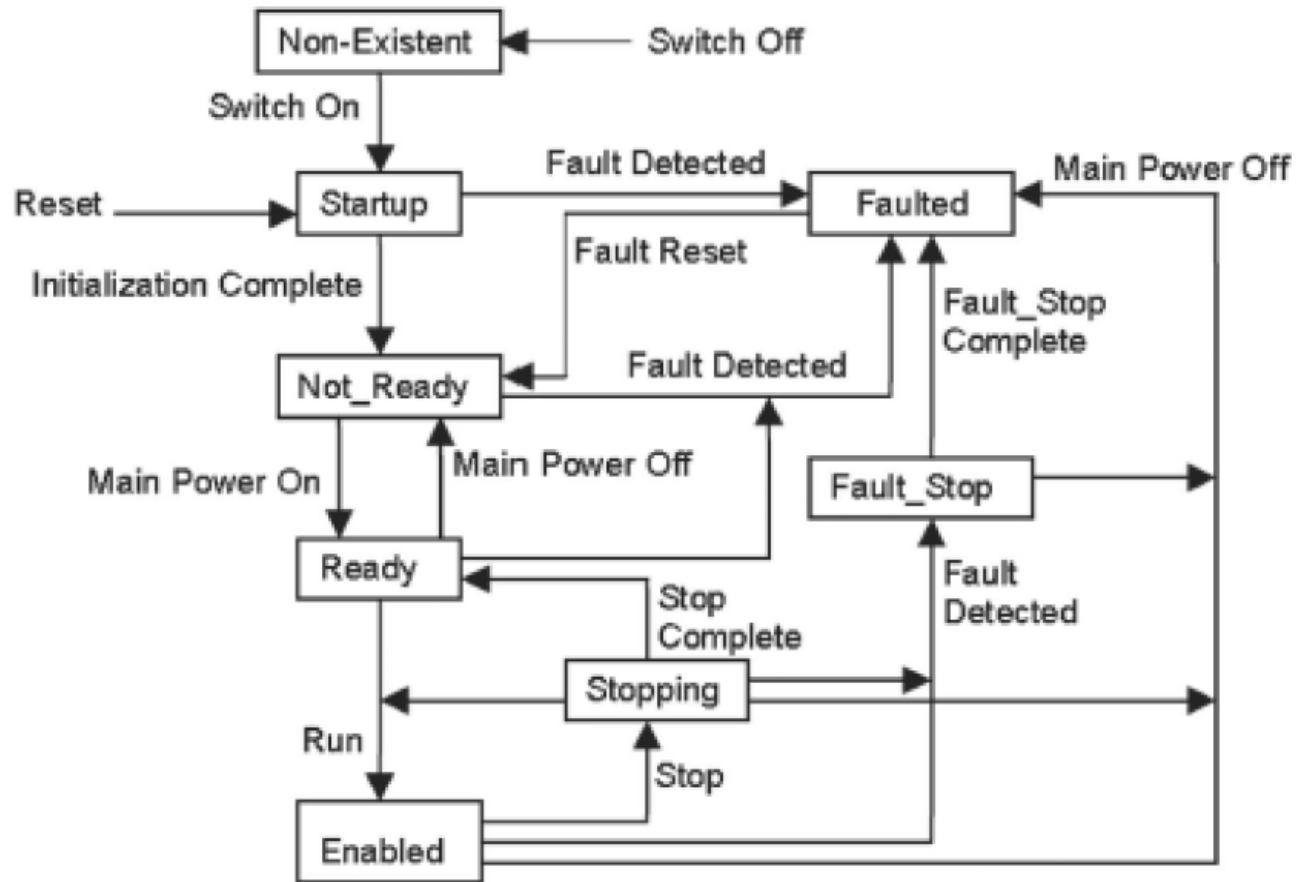 Non-Existent
Switch Off
Switch On
Fault Detected
Main Power Off
Reset
Startup
Faulted
Fault Reset
Initialization Complete
Fault_Stop
Complete
Not_Ready
Fault Detected
Main Power On
Main Power Off
Fault_Stop
Ready
Stop
Complete
Fault
Detected
Stopping
Run
Stop
Enabled